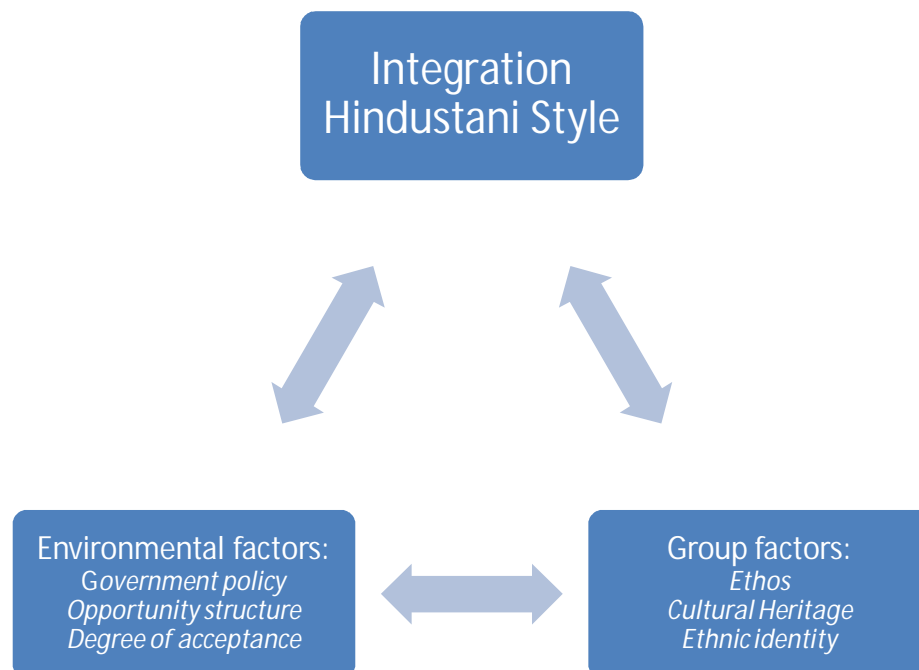 Integration
Hindustani Style
Environmental factors:
Government policy
Opportunity structure
Degree of acceptance
Group factors:
Ethos
Cultural Heritage
Ethnic identity